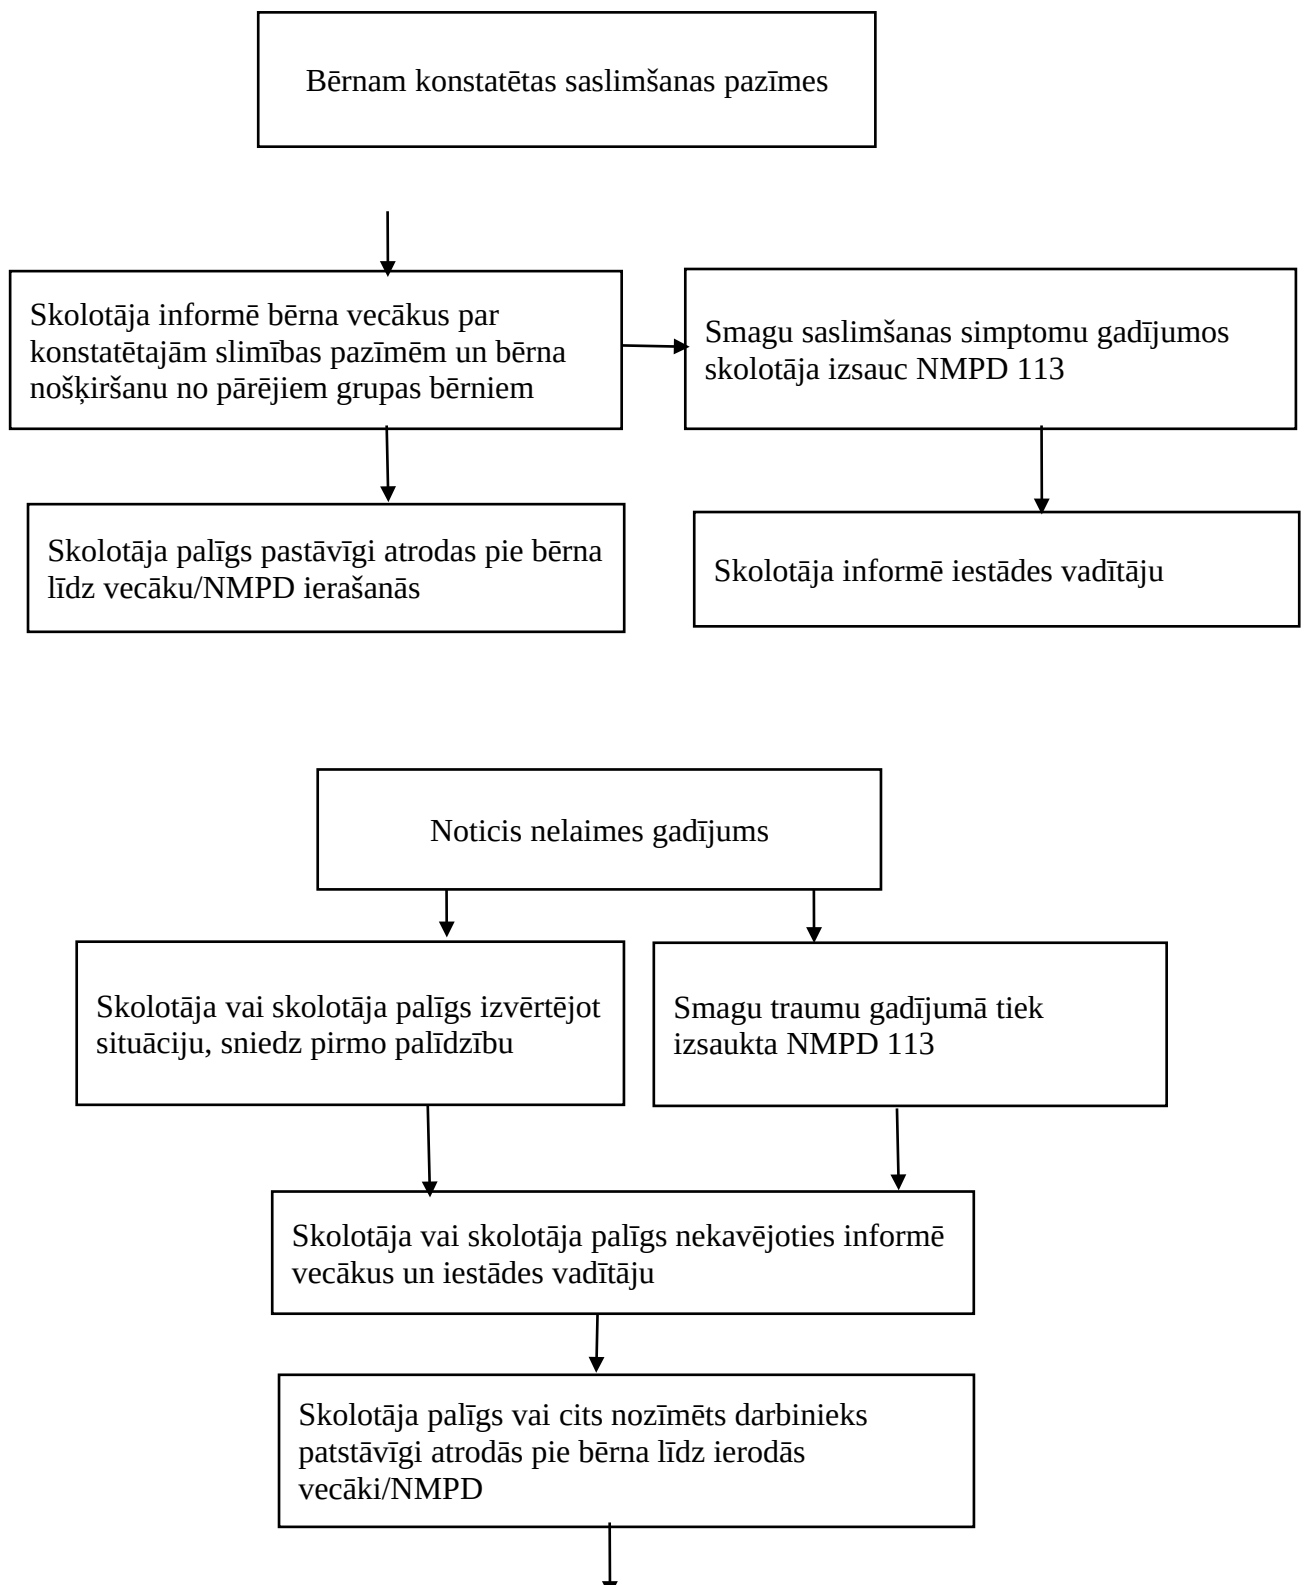 Bērnam konstatētas saslimšanas pazīmes
Skolotāja informē bērna vecākus par
konstatētajām slimības pazīmēm un bērna
nošķiršanu no pārējiem grupas bērniem
Smagu saslimšanas simptomu gadījumos
skolotāja izsauc NMPD 113
Skolotāja palīgs pastāvīgi atrodas pie bērna
līdz vecāku/NMPD ierašanās
Skolotāja informē iestādes vadītāju
Noticis nelaimes gadījums
Skolotāja vai skolotāja palīgs izvērtējot
situāciju, sniedz pirmo palīdzību
Smagu traumu gadījumā tiek
izsaukta NMPD 113
Skolotāja vai skolotāja palīgs nekavējoties informē
vecākus un iestādes vadītāju
Skolotāja palīgs vai cits nozīmēts darbinieks
patstāvīgi atrodās pie bērna līdz ierodās
vecāki/NMPD